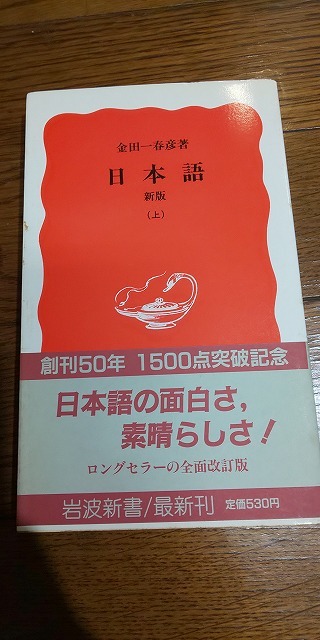 金田一春彦著
日本語
新版
(上)
創刊50年 1500点突破記念
日本語の面白さ,
素晴らしさ!
ロングセラーの全面改訂版
岩波新書/最新刊 定価530円